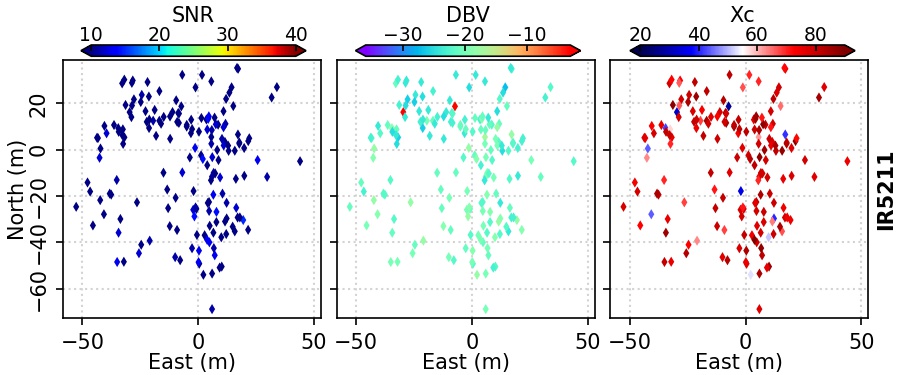 SNR DBV Xc
10 20 30 40 −30 −20 −10 20 40 60 80
North (m)
20
0
−20
−40
−60
−50 0 50 −50 0 50 −50 0 50
East (m) East (m) East (m)
IR5211